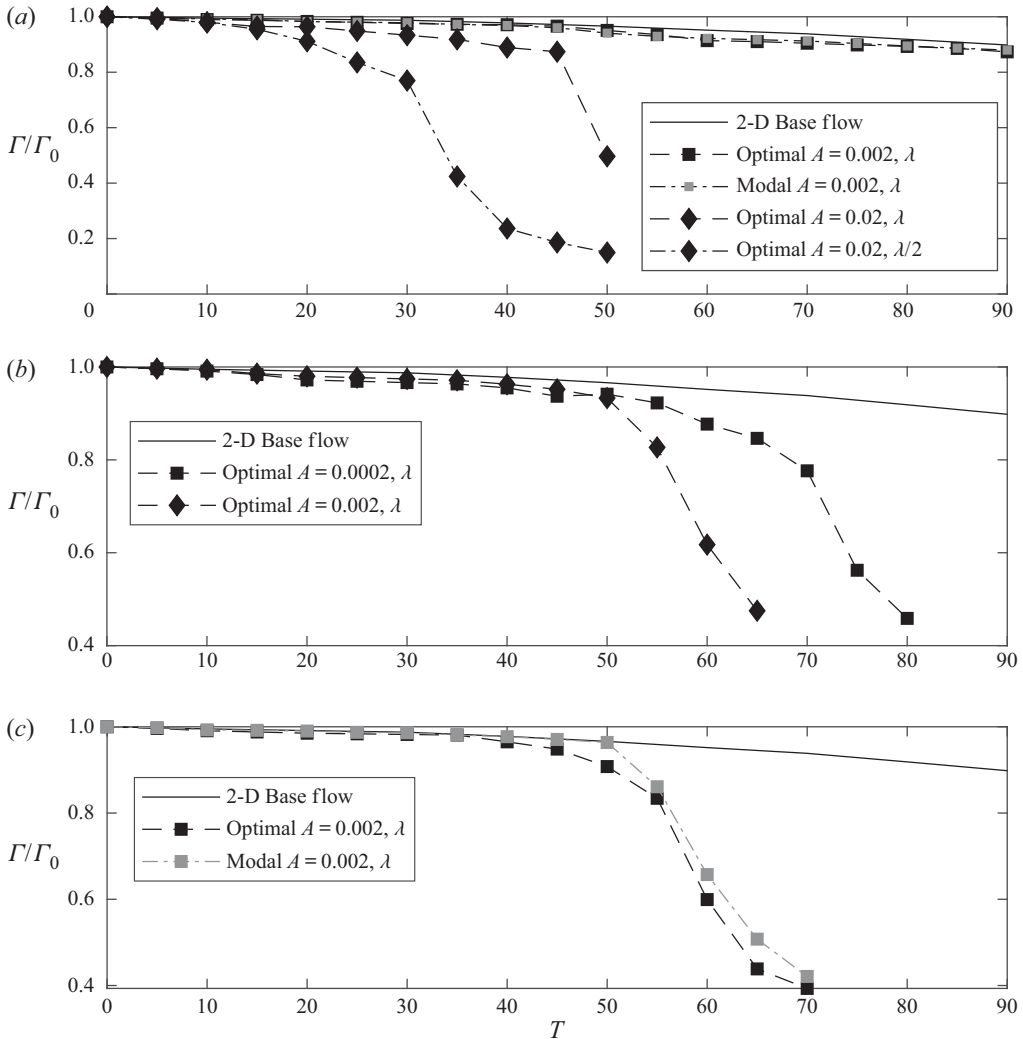 (a)
1.0
0.8
0.6
0.4
0.2
Γ/Γ0
2-D Base flow
Optimal A = 0.002, λ
Modal A = 0.002, λ
Optimal A = 0.02, λ
Optimal A = 0.02, λ/2
0 10 20 30 40 50 60 70 80 90
(b)
1.0
0.8
0.6
0.4
Γ/Γ0
2-D Base flow
Optimal A = 0.0002, λ
Optimal A = 0.002, λ
0 10 20 30 40 50 60 70 80 90
(c)
1.0
0.8
0.6
0.4
Γ/Γ0
2-D Base flow
Optimal A = 0.002, λ
Modal A = 0.002, λ
0 10 20 30 40 50 60 70 80 90
T